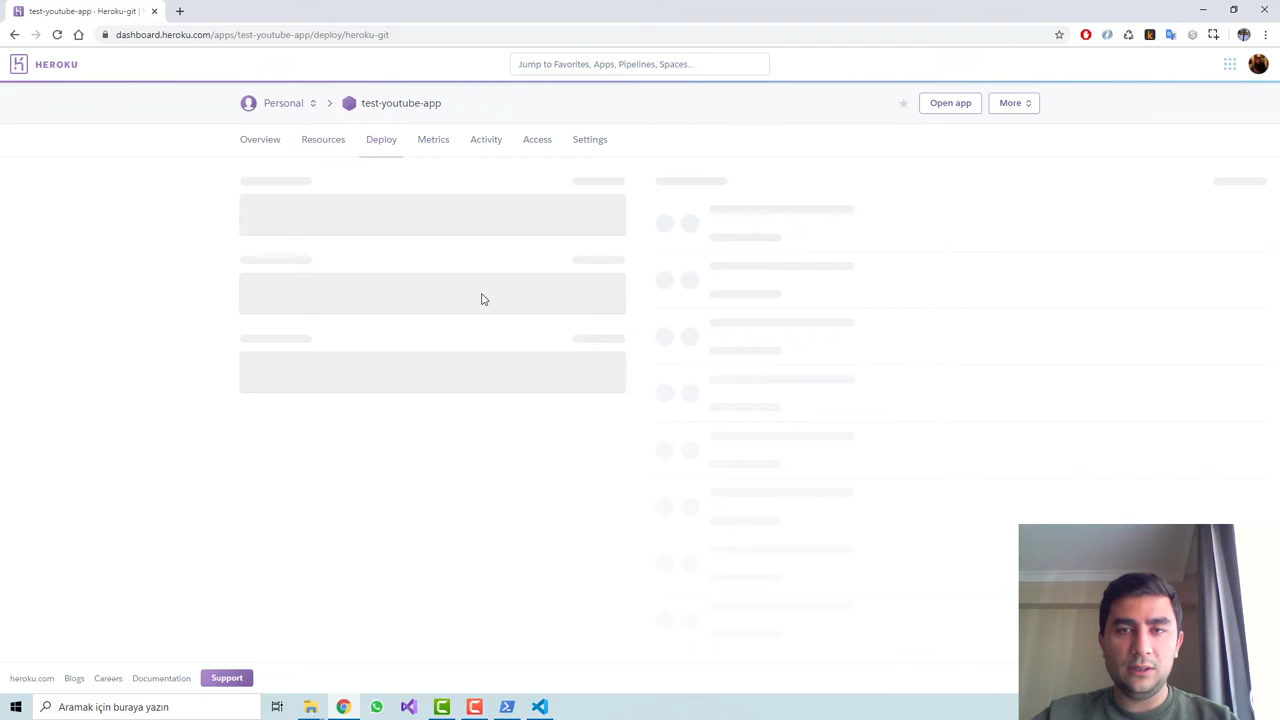 test-youtube-app · Heroku-git |
dashboard.heroku.com/apps/test-youtube-app/deploy/heroku-git
HEROKU
Jump to Favorites, Apps, Pipelines, Spaces...
Personal
test-youtube-app
Open app
More
Overview
Resources
Deploy
Metrics
Activity
Access
Settings
heroku.com
Blogs
Careers
Documentation
Support
Aramak için buraya yazın